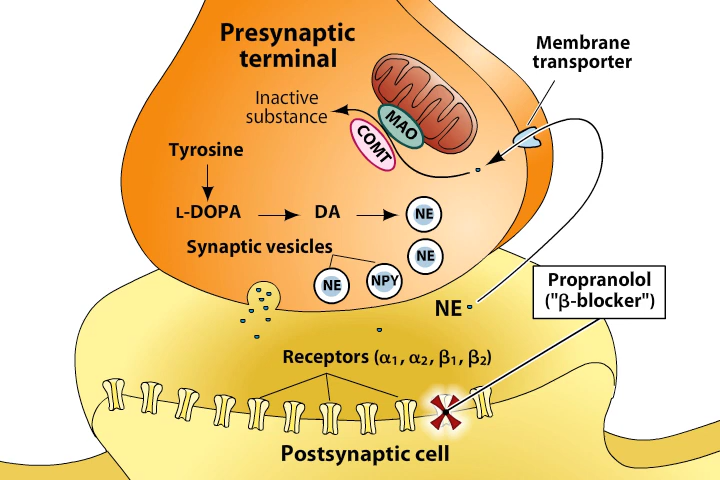 Presynaptic
terminal
Membrane
transporter
Inactive
substance
MAO
COMT
Tyrosine
L-DOPA
DA
NE
Synaptic vesicles
NE
NE
NPY
NE
Propranolol
("β-blocker")
Receptors (α1, α2, β1, β2)
Postsynaptic cell